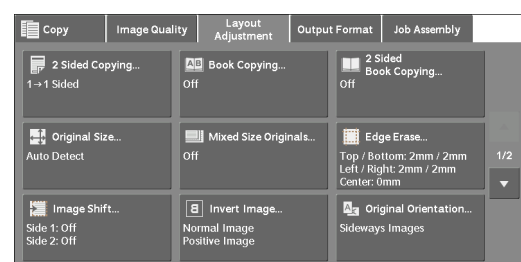 Copy
Image Quality
Layout
Adjustment
Output Format
Job Assembly
2 Sided Copying...
1→1 Sided
AB Book Copying...
Off
2 Sided
Book Copying...
Off
Original Size...
Auto Detect
Mixed Size Originals...
Off
Edge Erase...
Top / Bottom: 2mm / 2mm
Left / Right: 2mm / 2mm
Center: 0mm
1/2
Image Shift...
Side 1: Off
Side 2: Off
B Invert Image...
Normal Image
Positive Image
A Original Orientation...
Sideways Images